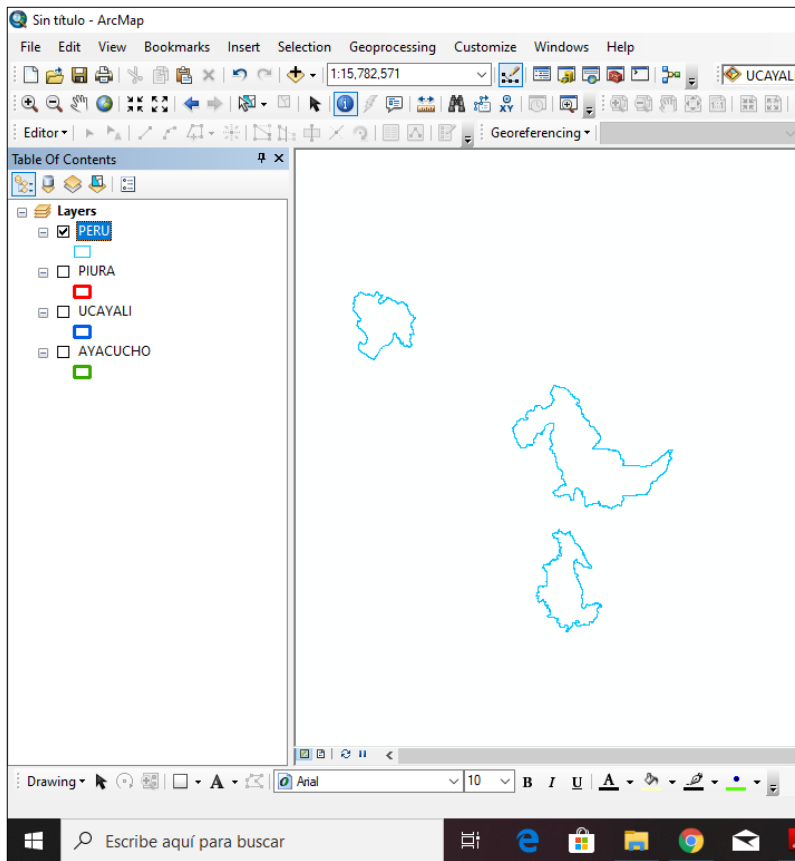 Sin título - ArcMap
File Edit View Bookmarks Insert Selection Geoprocessing Customize Windows Help
1:15,782,571 UCAYALI
Editor Georeferencing
Table Of Contents
Layers
PERU
PIURA
UCAYALI
AYACUCHO
Drawing A Arial 10 B I U A
Escribe aquí para buscar